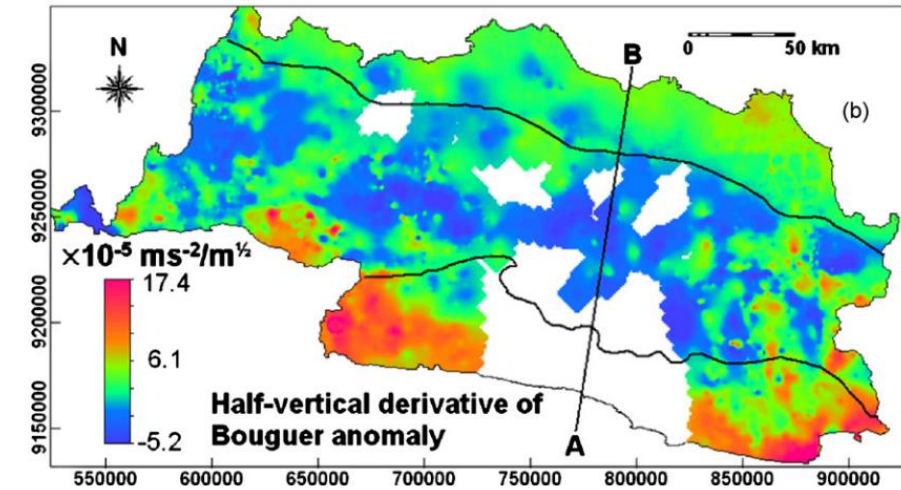 N
B
0 50 km
(b)
9300000
9250000
9200000
9150000
×10⁻⁵ ms⁻²/m½
17.4
6.1
-5.2
Half-vertical derivative of
Bouguer anomaly
A
550000 600000 650000 700000 750000 800000 850000 900000